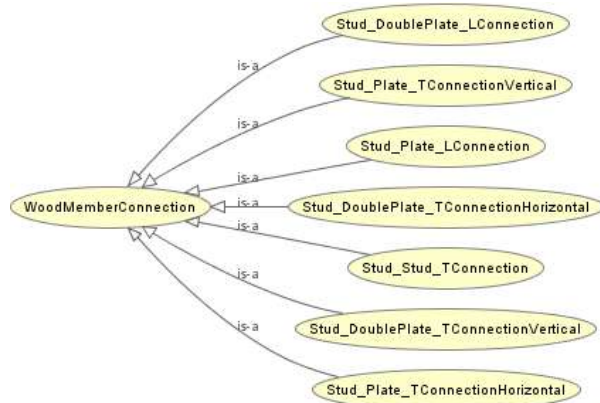 Stud_DoublePlate_LConnection
is-a
Stud_Plate_TConnectionVertical
is-a
Stud_Plate_LConnection
is-a
WoodMemberConnection
is-a
Stud_DoublePlate_TConnectionHorizontal
is-a
Stud_Stud_TConnection
is-a
Stud_DoublePlate_TConnectionVertical
is-a
Stud_Plate_TConnectionHorizontal